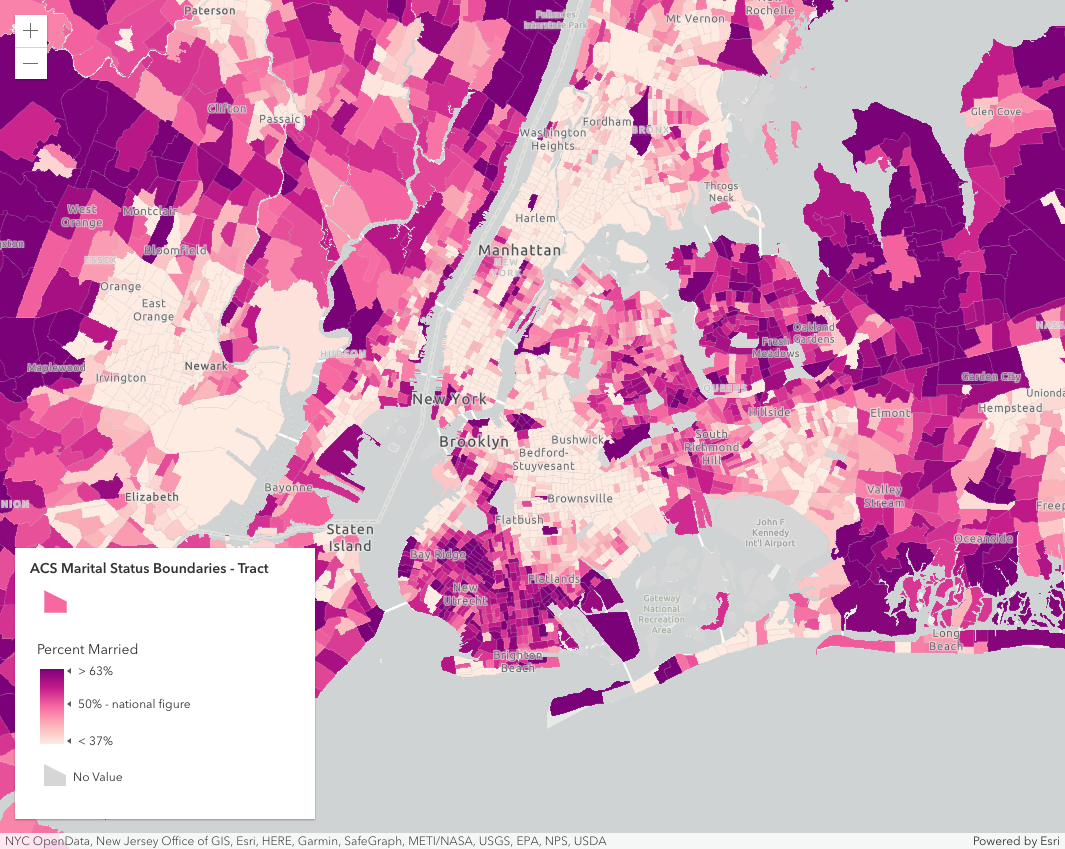 Paterson
Palisades
Interstate Park
Mt Vernon
Rochelle
+
−
Clifton
Passaic
Glen Cove
Fordham
BRONX
Washington
Heights
Throgs
Neck
West
Orange
Montclair
Harlem
Bloomfield
Manhattan
ESSEX
NEW
YORK
Orange
East
Orange
Oakland
Gardens
Fresh
Meadows
HUDSON
Maplewood
Newark
Irvington
Garden City
QUEENS
New York
Hempstead
Hillside
Elmont
Brooklyn
Bushwick
Bedford-
Stuyvesant
South
Richmond
Hill
Bayonne
Elizabeth
Brownsville
Valley
Stream
Flatbush
Staten
Island
John F
Kennedy
Int'l Airport
Oceanside
Bay Ridge
Flatlands
New
Utrecht
Gateway
National
Recreation
Area
Long
Beach
Brighton
Beach
ACS Marital Status Boundaries - Tract
Percent Married
> 63%
50% - national figure
< 37%
No Value
NYC OpenData, New Jersey Office of GIS, Esri, HERE, Garmin, SafeGraph, METI/NASA, USGS, EPA, NPS, USDA
Powered by Esri